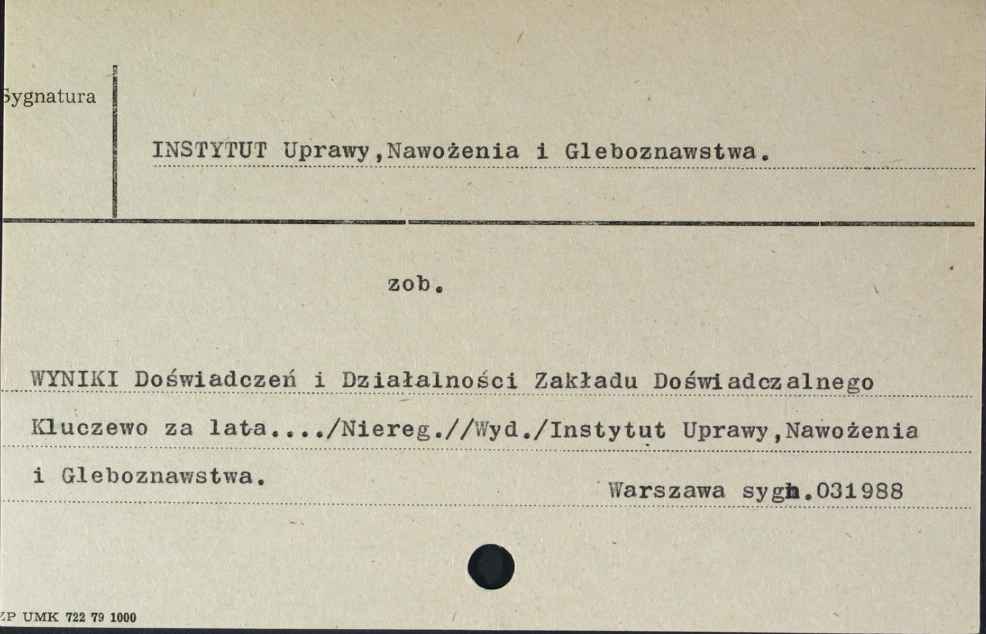 Sygnatura
INSTYTUT Uprawy,Nawożenia i Gleboznawstwa.
zob.
WYNIKI Doświadczeń i Działalności Zakładu Doświadczalnego
Kluczewo za lata..../Niereg.//Wyd./Instytut Uprawy,Nawożenia
i Gleboznawstwa.
Warszawa sygn.031988
ZP UMK 722 79 1000